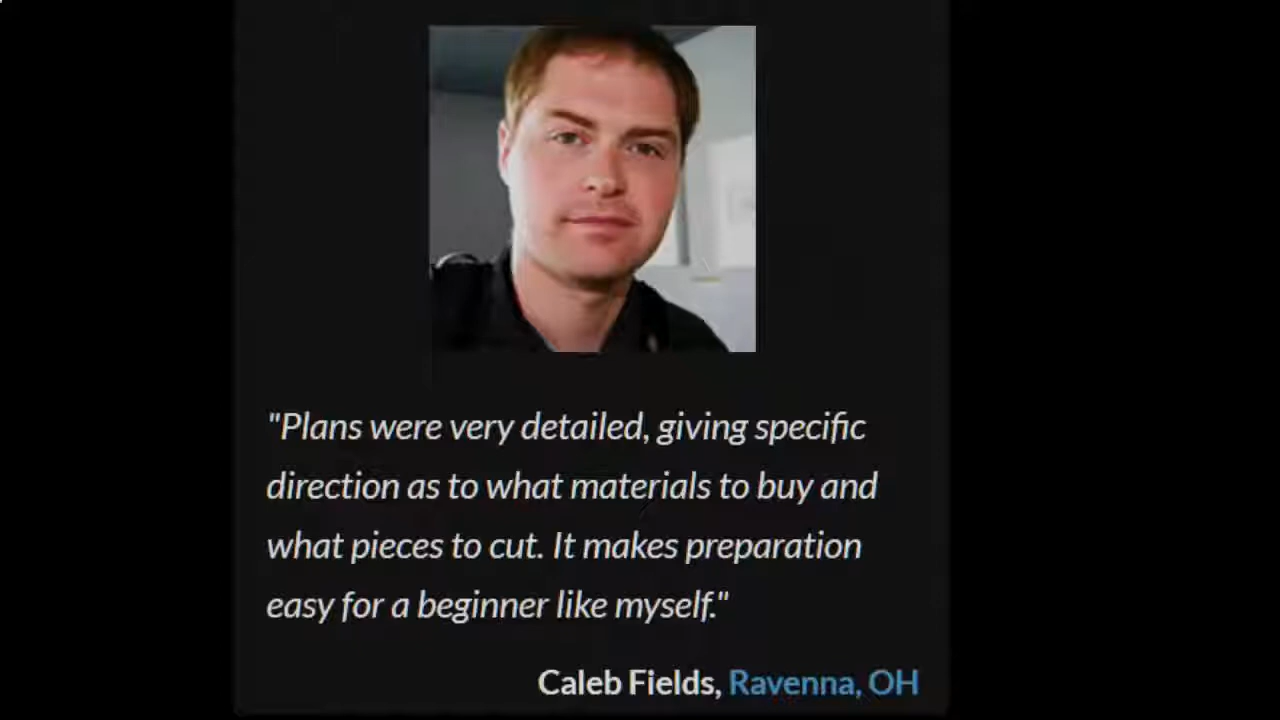 "Plans were very detailed, giving specific
direction as to what materials to buy and
what pieces to cut. It makes preparation
easy for a beginner like myself."
Caleb Fields, Ravenna, OH